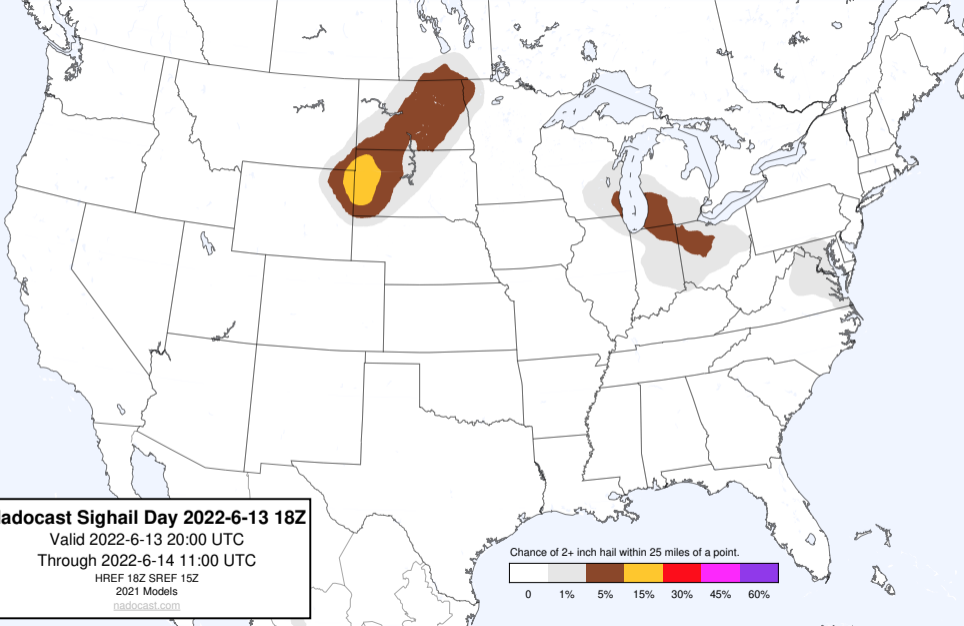 adocast Sighail Day 2022-6-13 18Z
Valid 2022-6-13 20:00 UTC
Through 2022-6-14 11:00 UTC
HREF 18Z SREF 15Z
2021 Models
nadocast.com
Chance of 2+ inch hail within 25 miles of a point.
0 1% 5% 15% 30% 45% 60%